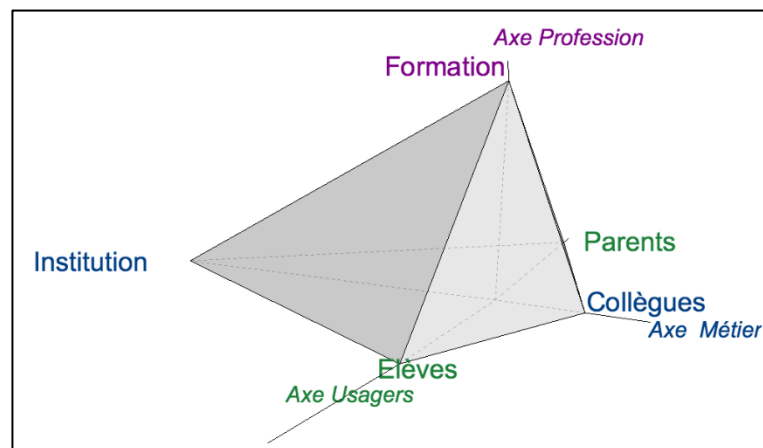 Axe Profession
Formation
Parents
Institution
Collègues
Axe Métier
Elèves
Axe Usagers